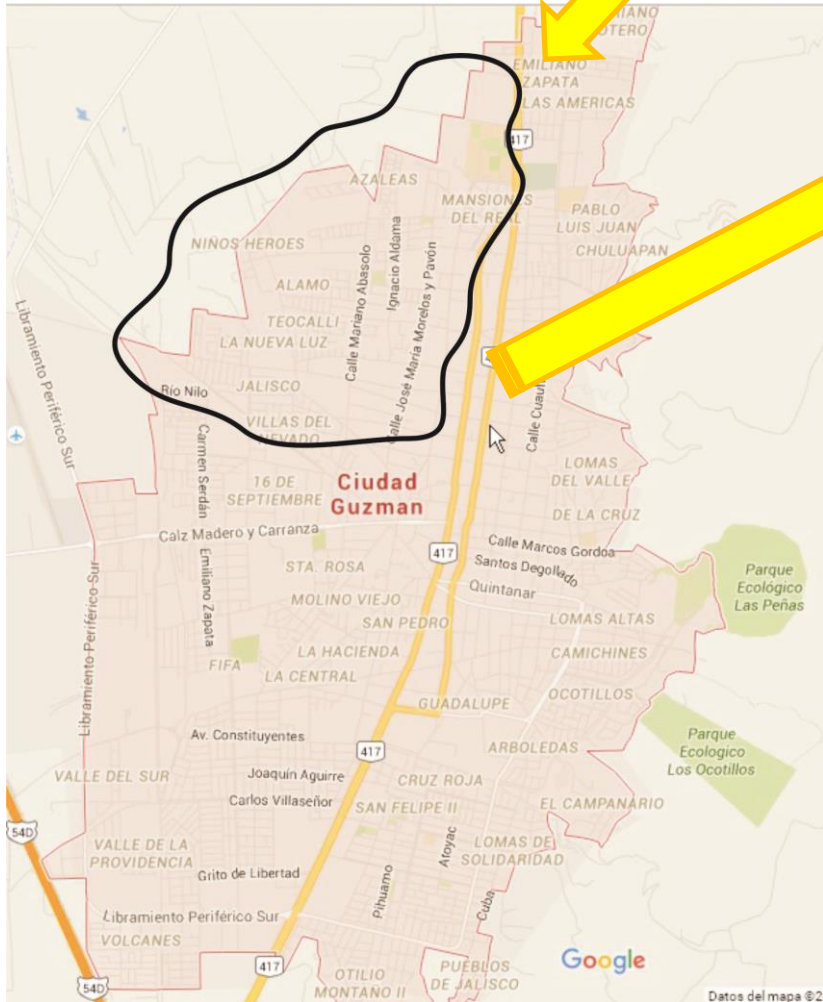 OTERO
EMILIANO
ZAPATA
LAS AMERICAS
417
AZALEAS
MANSIONES
DEL REAL
PABLO
LUIS JUAN
CHULUAPAN
NIÑOS HEROES
Calle Mariano Abasolo
Ignacio Aldama
Calle José María Morelos y Pavón
ALAMO
TEOCALLI
LA NUEVA LUZ
Libramiento Periférico Sur
Río Nilo
JALISCO
VILLAS DEL
Carmen Serdán
16 DE
SEPTIEMBRE
Ciudad
Guzman
LOMAS
DEL VALLE
DE LA CRUZ
Calz Madero y Carranza
417
Calle Marcos Gordoa
Santos Degollado
Quintanar
Parque
Ecológico
Las Peñas
Emiliano Zapata
STA. ROSA
MOLINO VIEJO
SAN PEDRO
LOMAS ALTAS
LA HACIENDA
CAMICHINES
FIFA
LA CENTRAL
OCOTILLOS
Libramiento Periférico Sur
GUADALUPE
Av. Constituyentes
417
ARBOLEDAS
Parque
Ecologico
Los Ocotillos
VALLE DEL SUR
Joaquín Aguirre
CRUZ ROJA
Carlos Villaseñor
SAN FELIPE II
EL CAMPANARIO
54D
VALLE DE LA
PROVIDENCIA
Atoyac
LOMAS DE
SOLIDARIDAD
Grito de Libertad
Pihuamo
Cuba
Libramiento Periférico Sur
VOLCANES
417
OTILIO
MONTAÑO II
PUEBLOS
DE JALISCO
Google
54D
Datos del mapa ©2